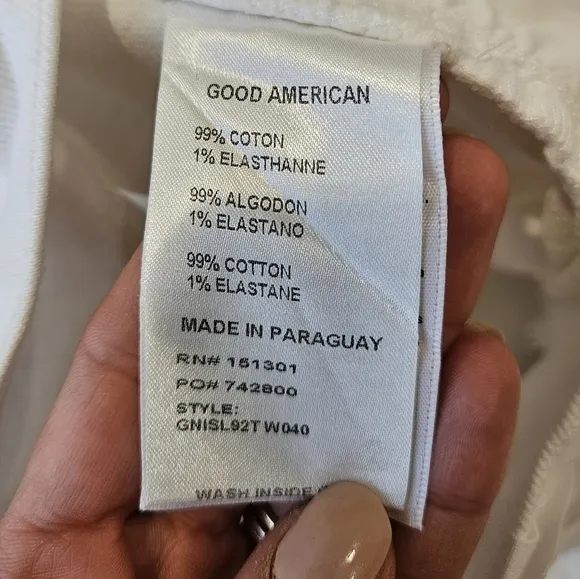 GOOD AMERICAN
99% COTON
1% ELASTHANNE
99% ALGODON
1% ELASTANO
99% COTTON
1% ELASTANE
MADE IN PARAGUAY
RN# 151301
PO# 742800
STYLE:
GNISL92T W040
WASH INSIDE